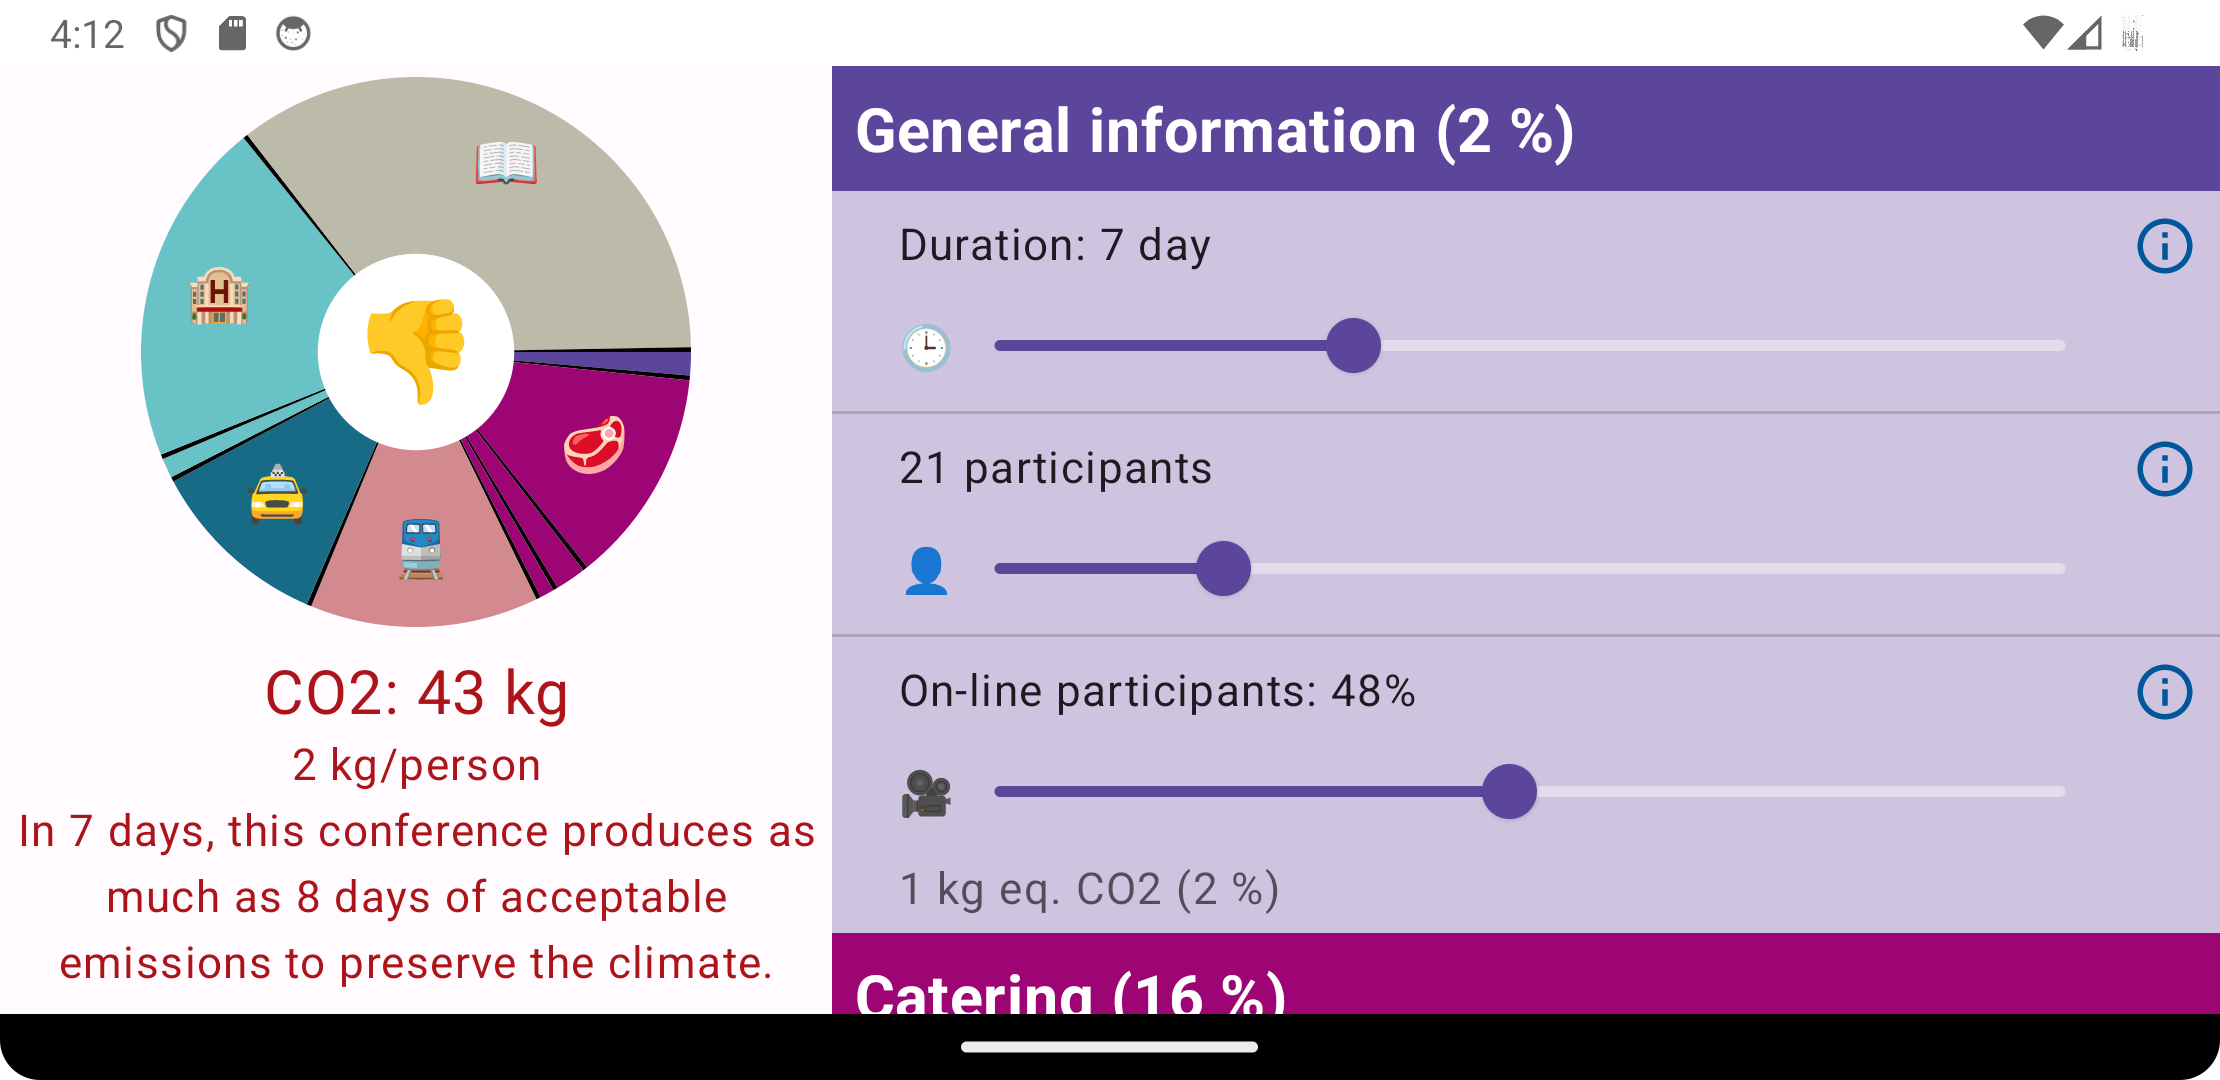 4:12
H
CO2: 43 kg
2 kg/person
In 7 days, this conference produces as
much as 8 days of acceptable
emissions to preserve the climate.
General information (2 %)
Duration: 7 day
21 participants
On-line participants: 48%
1 kg eq. CO2 (2 %)
Catering (16 %)